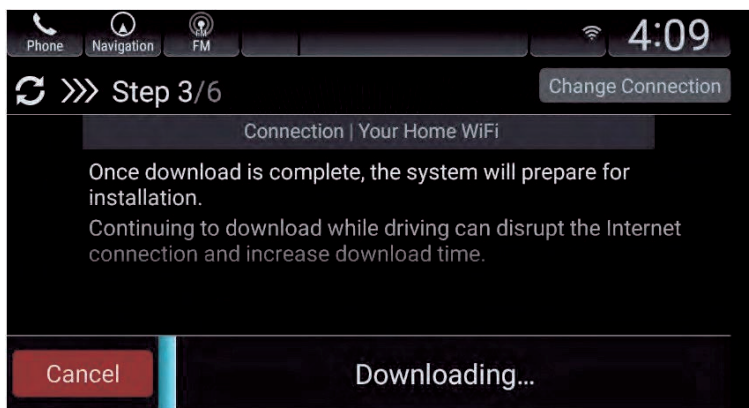 Phone
Navigation
FM
FM
4:09
Step 3/6
Change Connection
Connection | Your Home WiFi
Once download is complete, the system will prepare for
installation.
Continuing to download while driving can disrupt the Internet
connection and increase download time.
Cancel
Downloading...